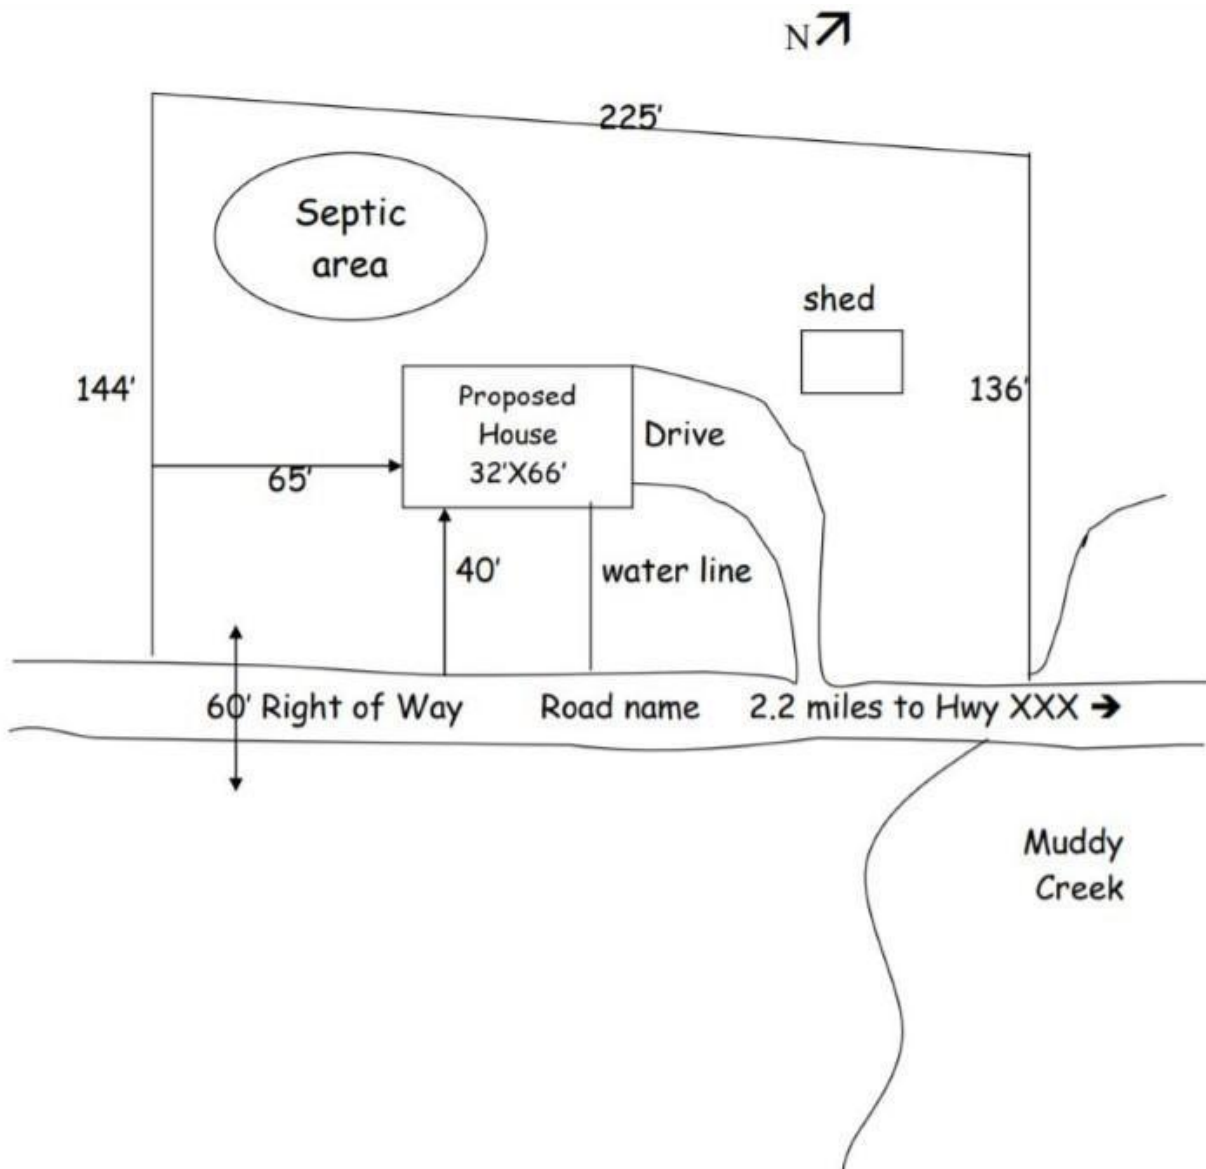 N
225'
Septic
area
shed
144'
136'
Proposed
House
32'X66'
Drive
65'
40'
water line
60' Right of Way
Road name
2.2 miles to Hwy XXX ➔
Muddy
Creek